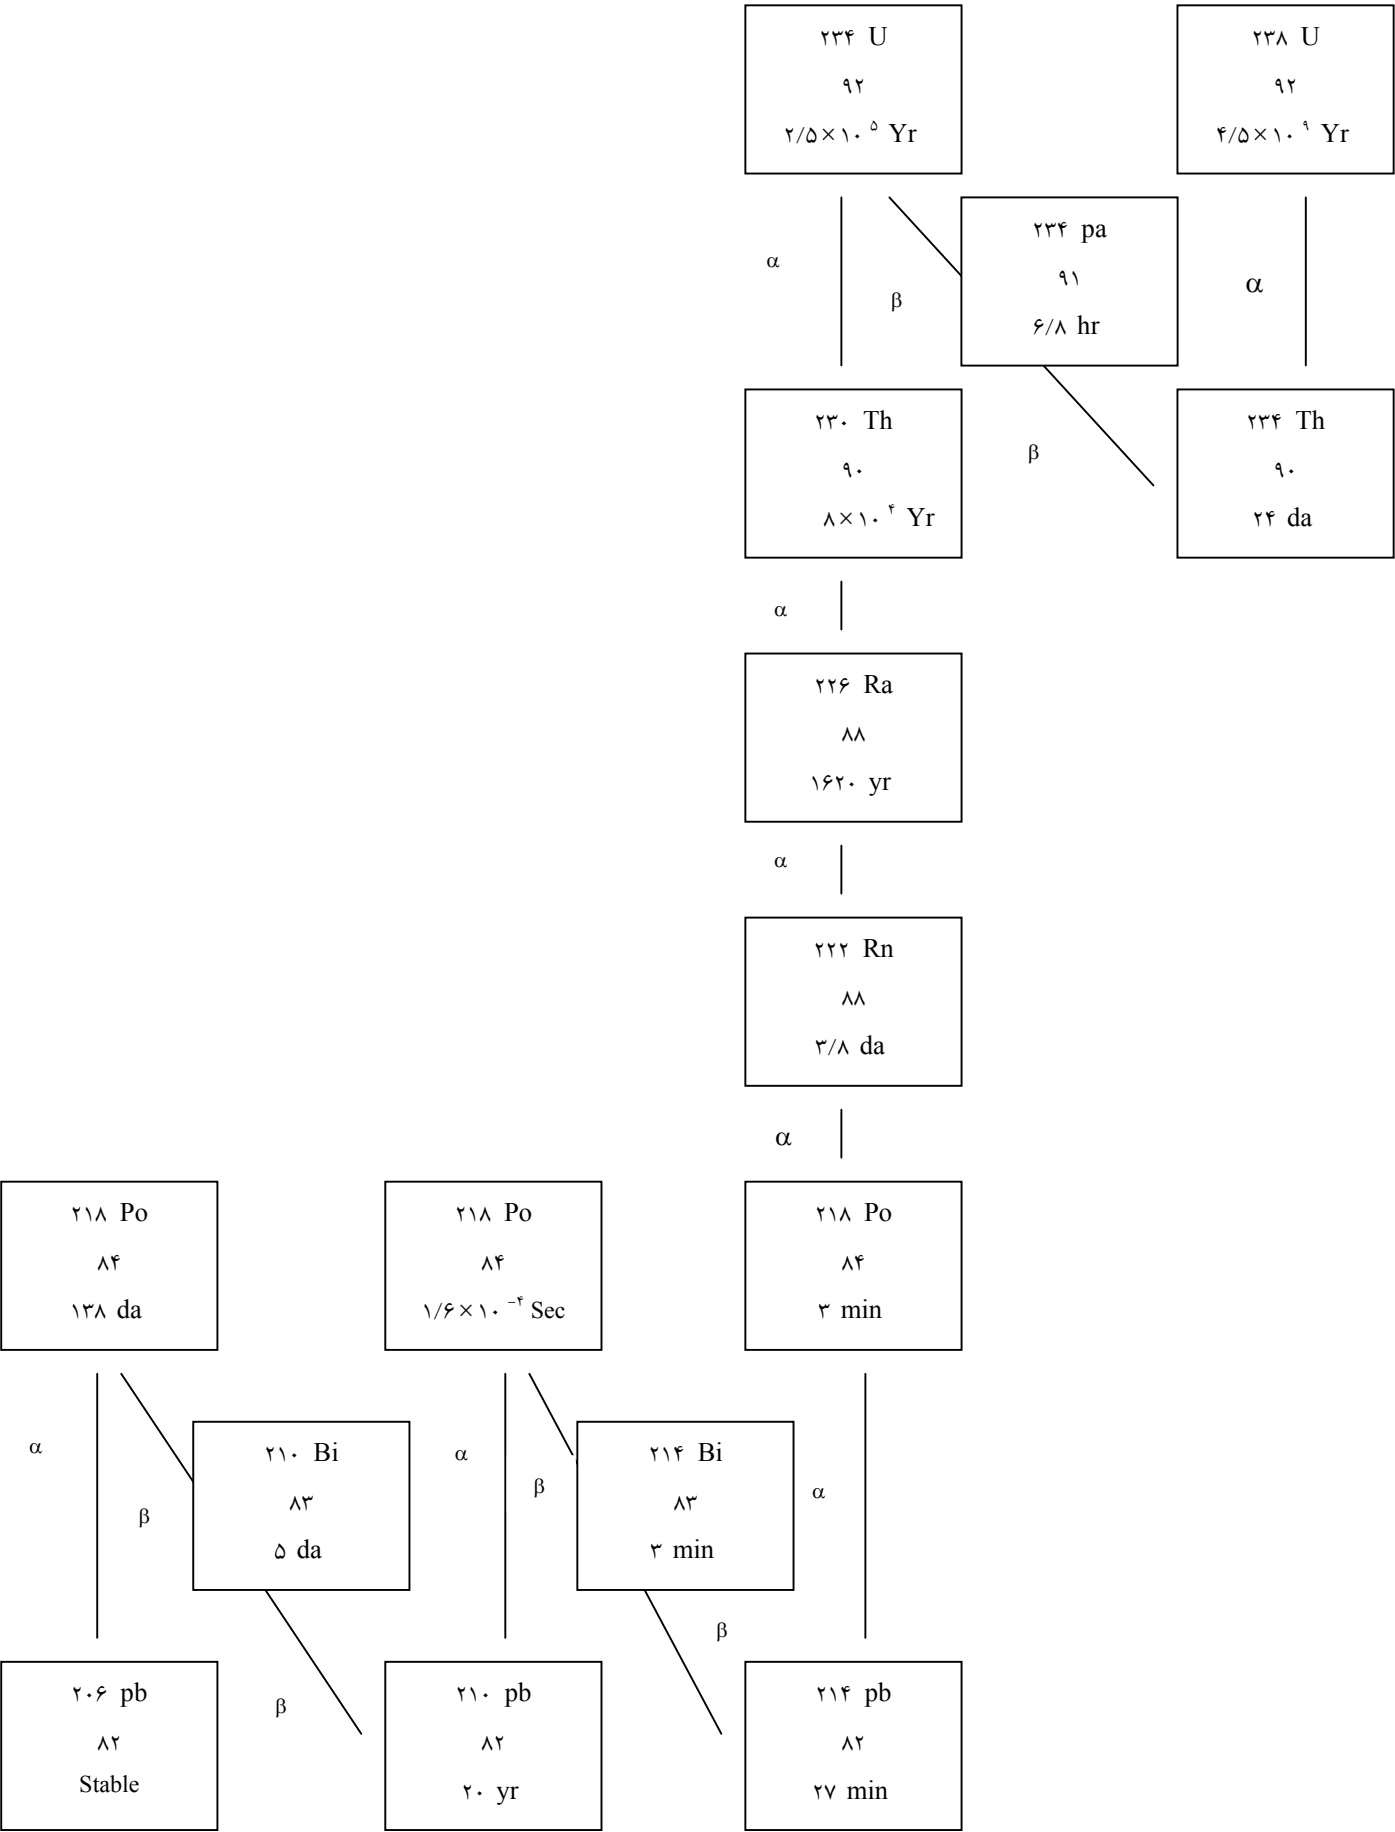 ۲۳۴ U
۹۲
۲/۵×۱۰ ۵ Yr
۲۳۸ U
۹۲
۴/۵×۱۰ ۹ Yr
α
β
۲۳۴ pa
۹۱
۶/۸ hr
α
۲۳۰ Th
۹۰
۸×۱۰ ۴ Yr
β
۲۳۴ Th
۹۰
۲۴ da
α
۲۲۶ Ra
۸۸
۱۶۲۰ yr
α
۲۲۲ Rn
۸۸
۳/۸ da
α
۲۱۸ Po
۸۴
۱۳۸ da
۲۱۸ Po
۸۴
۱/۶×۱۰ −۴ Sec
۲۱۸ Po
۸۴
۳ min
α
β
۲۱۰ Bi
۸۳
۵ da
α
β
۲۱۴ Bi
۸۳
۳ min
α
β
β
۲۰۶ pb
۸۲
Stable
۲۱۰ pb
۸۲
۲۰ yr
۲۱۴ pb
۸۲
۲۷ min